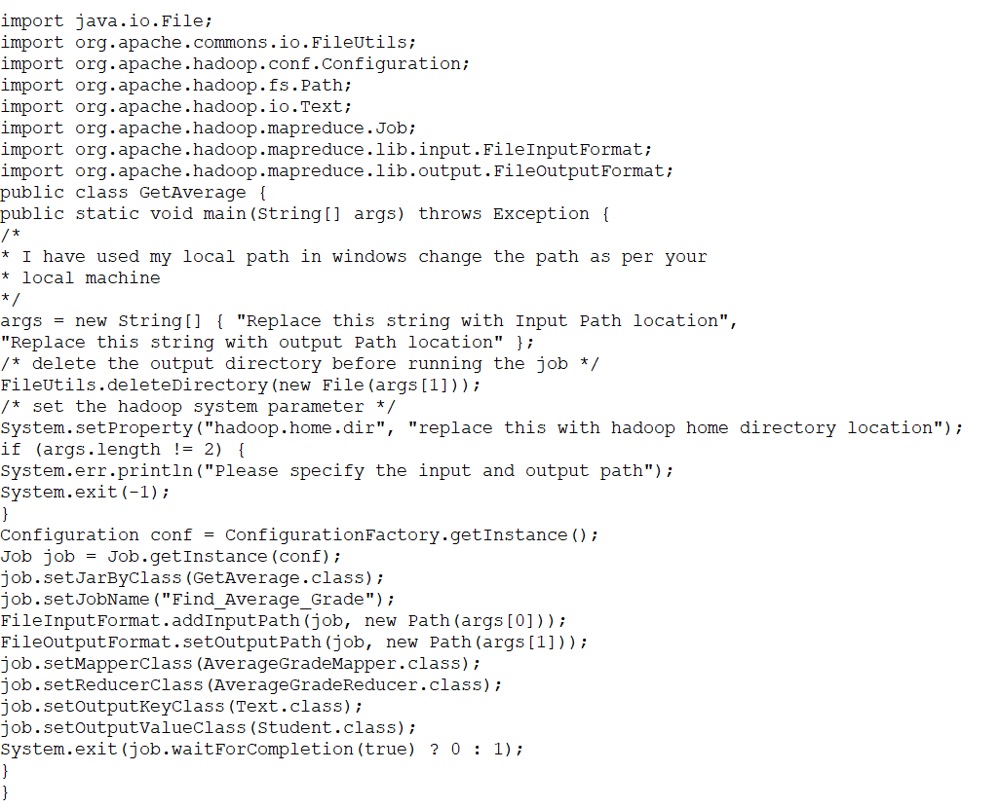 import java.io.File;
import org.apache.commons.io.FileUtils;
import org.apache.hadoop.conf.Configuration;
import org.apache.hadoop.fs.Path;
import org.apache.hadoop.io.Text;
import org.apache.hadoop.mapreduce.Job;
import org.apache.hadoop.mapreduce.lib.input.FileInputFormat;
import org.apache.hadoop.mapreduce.lib.output.FileOutputFormat;
public class GetAverage {
public static void main(String[] args) throws Exception {
/*
* I have used my local path in windows change the path as per your
* local machine
*/
args = new String[] { "Replace this string with Input Path location",
"Replace this string with output Path location" };
/* delete the output directory before running the job */
FileUtils.deleteDirectory(new File(args[1]));
/* set the hadoop system parameter */
System.setProperty("hadoop.home.dir", "replace this with hadoop home directory location");
if (args.length != 2) {
System.err.println("Please specify the input and output path");
System.exit(-1);
}
Configuration conf = ConfigurationFactory.getInstance();
Job job = Job.getInstance(conf);
job.setJarByClass(GetAverage.class);
job.setJobName("Find_Average_Grade");
FileInputFormat.addInputPath(job, new Path(args[0]));
FileOutputFormat.setOutputPath(job, new Path(args[1]));
job.setMapperClass(AverageGradeMapper.class);
job.setReducerClass(AverageGradeReducer.class);
job.setOutputKeyClass(Text.class);
job.setOutputValueClass(Student.class);
System.exit(job.waitForCompletion(true) ? 0 : 1);
}
}